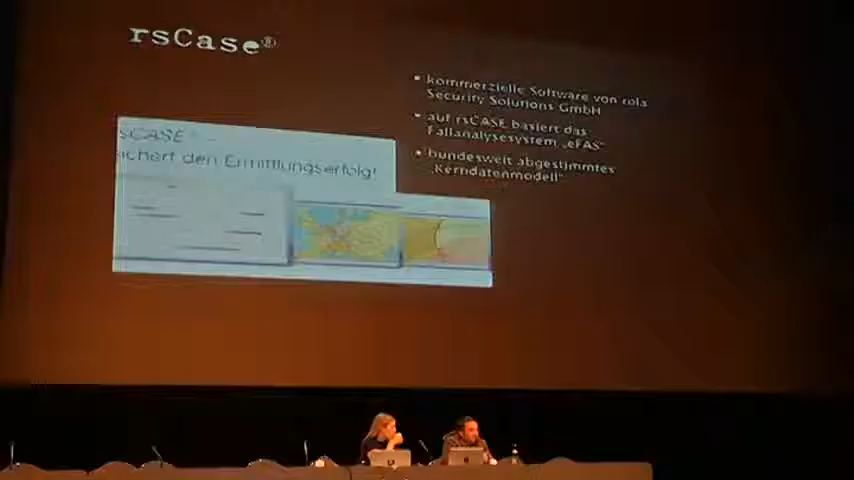 rsCase®
▪ kommerzielle Software von rola
Security Solutions GmbH
▪ auf rsCASE basiert das
Fallanalysesystem „eFAS“
▪ bundesweit abgestimmtes
„Kerndatenmodell“
sCASE
ichert den Ermittlungserfolg!